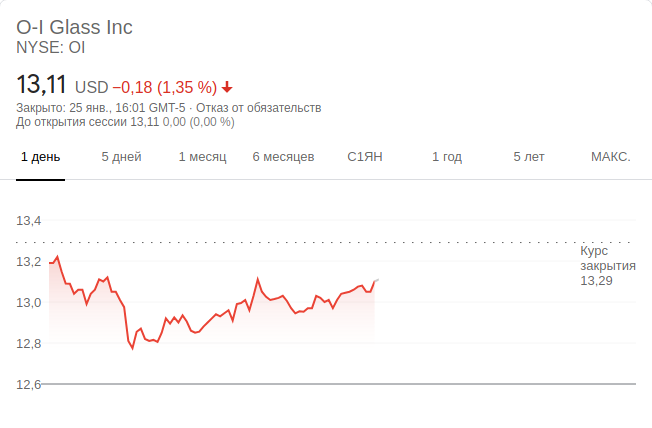 O-I Glass Inc
NYSE: OI
13,11 USD −0,18 (1,35 %)
Закрыто: 25 янв., 16:01 GMT-5 · Отказ от обязательств
До открытия сессии 13,11 0,00 (0,00 %)
1 день 5 дней 1 месяц 6 месяцев С1ЯН 1 год 5 лет МАКС.
13,4
Курс
закрытия
13,29
13,2
13,0
12,8
12,6